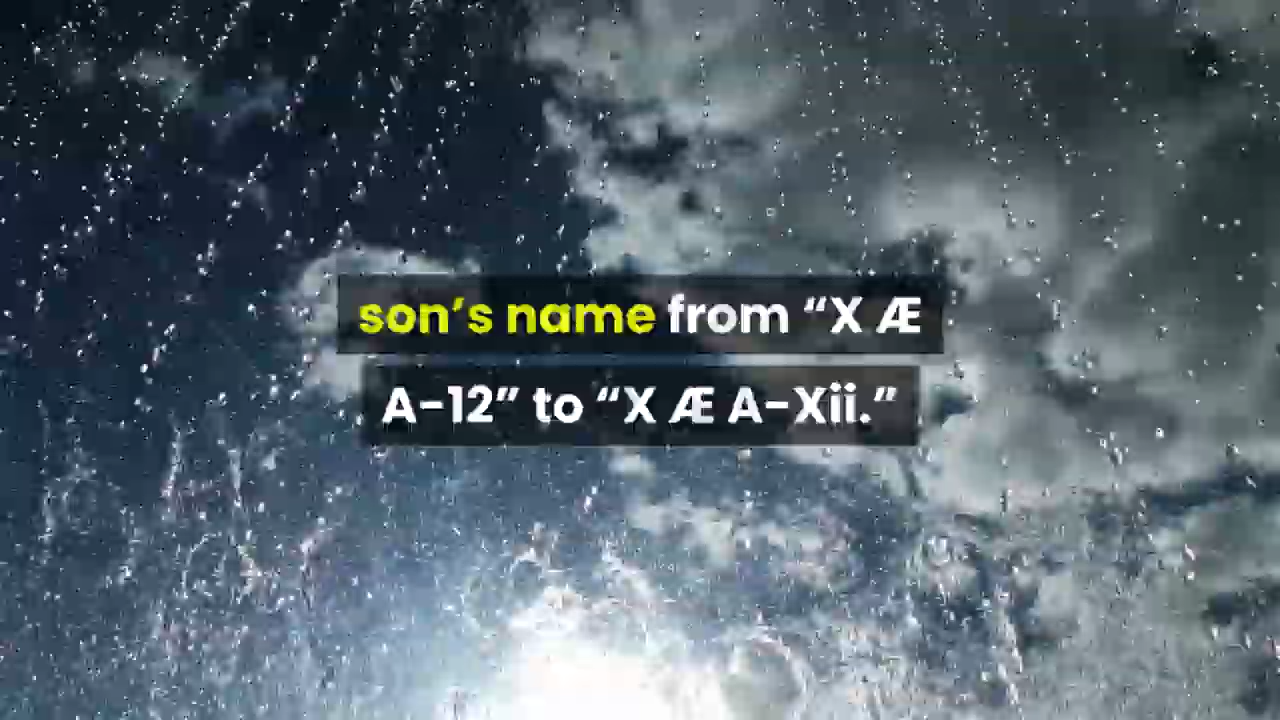 son’s name from “X Æ
A-12” to “X Æ A-Xii.”